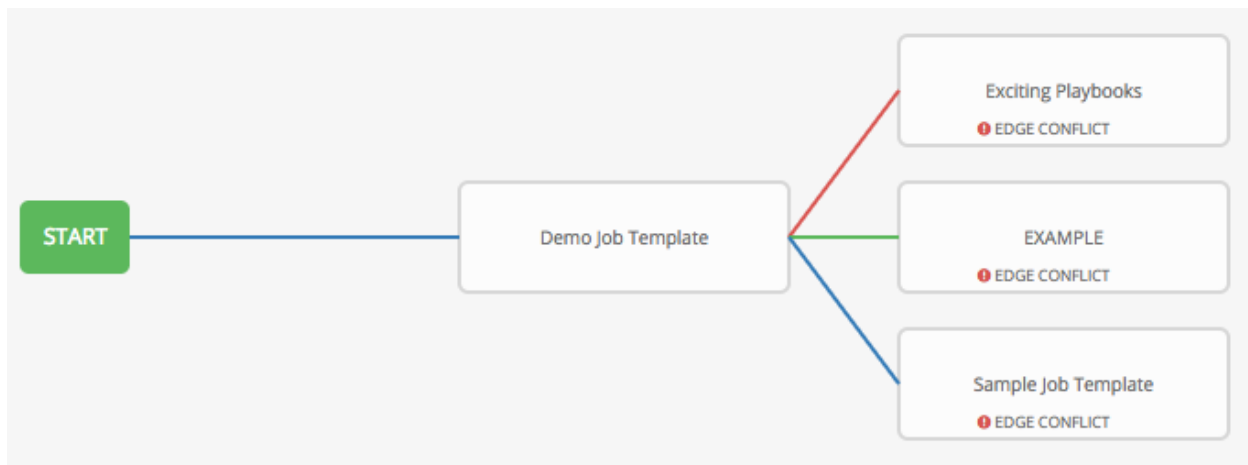 START
Demo Job Template
Exciting Playbooks
EDGE CONFLICT
EXAMPLE
EDGE CONFLICT
Sample Job Template
EDGE CONFLICT